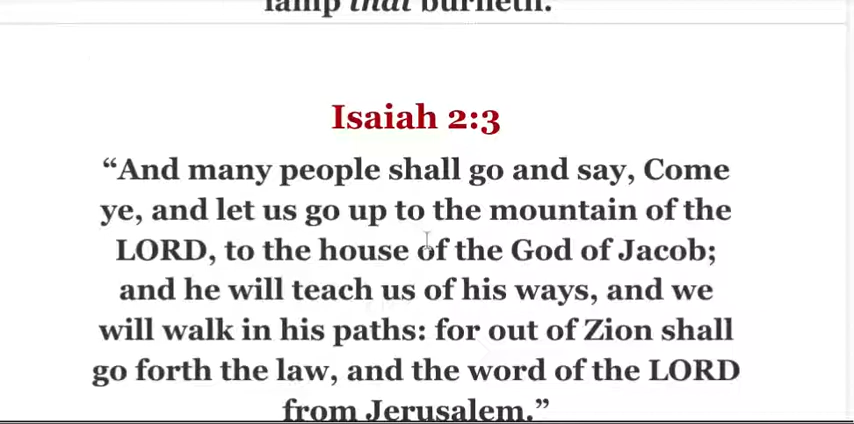 lamp that burneth.
Isaiah 2:3
“And many people shall go and say, Come
ye, and let us go up to the mountain of the
LORD, to the house of the God of Jacob;
and he will teach us of his ways, and we
will walk in his paths: for out of Zion shall
go forth the law, and the word of the LORD
from Jerusalem.”